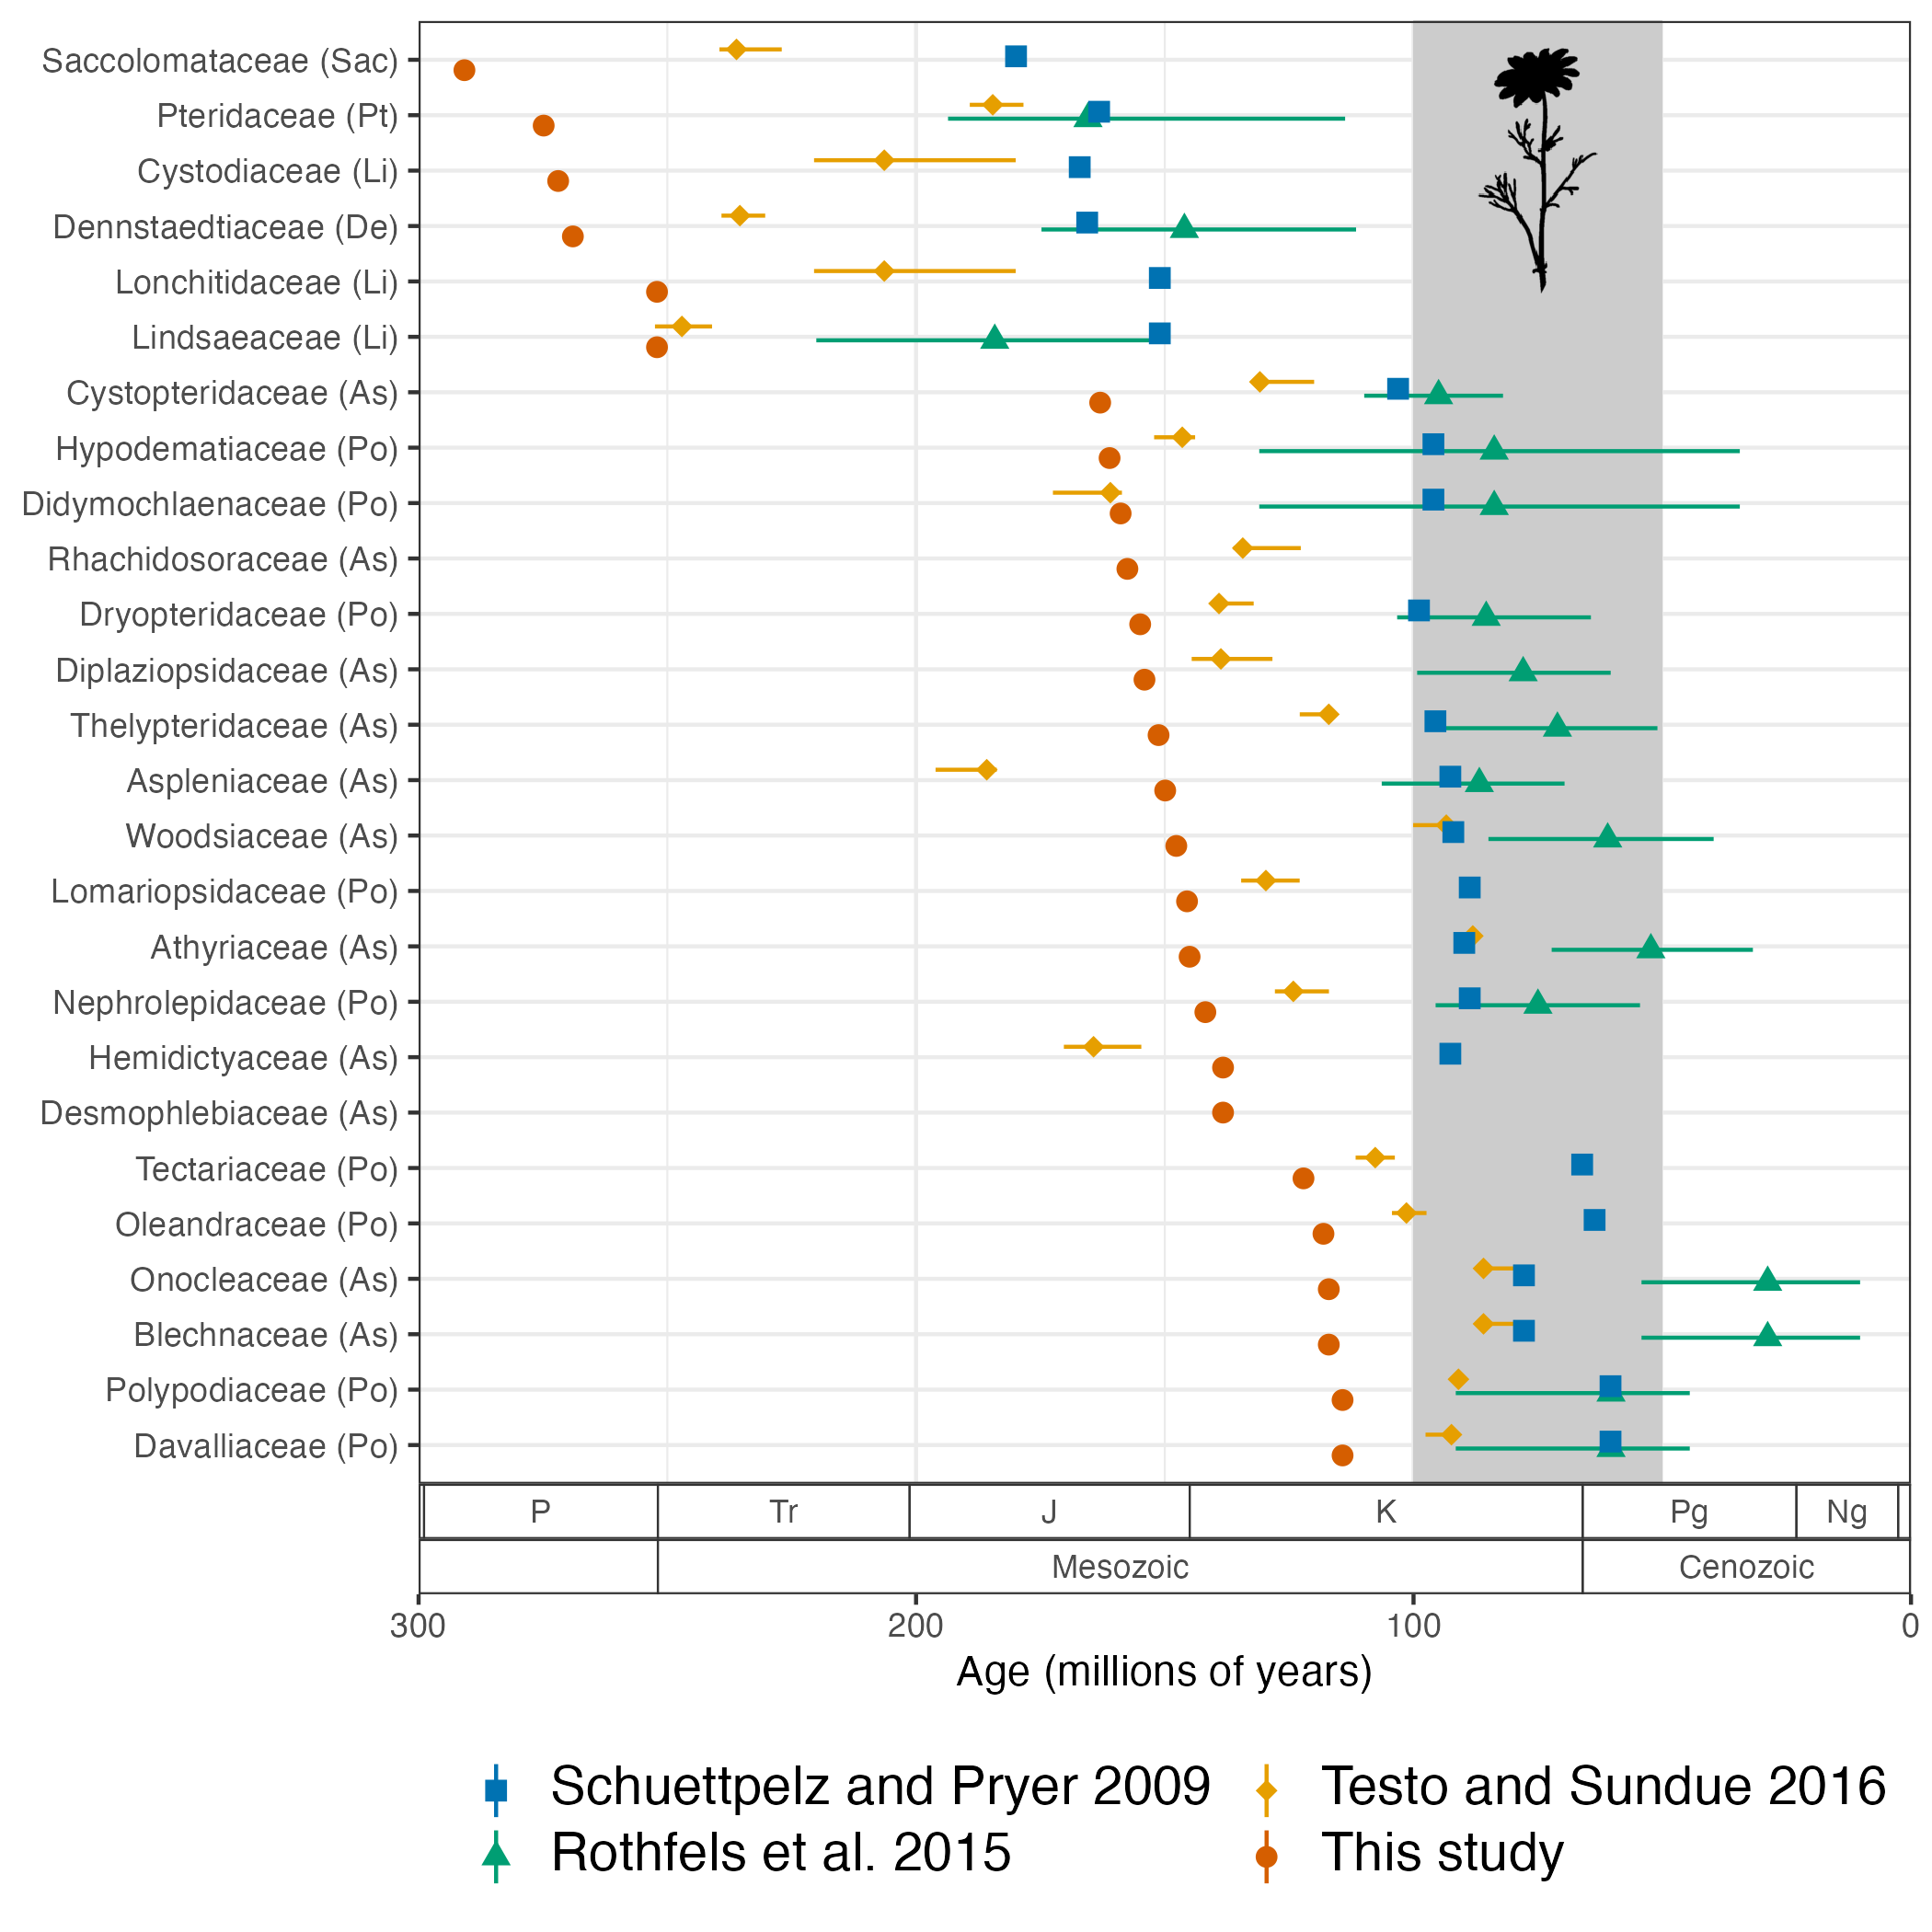 Saccolomataceae (Sac)
Pteridaceae (Pt)
Cystodiaceae (Li)
Dennstaedtiaceae (De)
Lonchitidaceae (Li)
Lindsaeaceae (Li)
Cystopteridaceae (As)
Hypodematiaceae (Po)
Didymochlaenaceae (Po)
Rhachidosoraceae (As)
Dryopteridaceae (Po)
Diplaziopsidaceae (As)
Thelypteridaceae (As)
Aspleniaceae (As)
Woodsiaceae (As)
Lomariopsidaceae (Po)
Athyriaceae (As)
Nephrolepidaceae (Po)
Hemidictyaceae (As)
Desmophlebiaceae (As)
Tectariaceae (Po)
Oleandraceae (Po)
Onocleaceae (As)
Blechnaceae (As)
Polypodiaceae (Po)
Davalliaceae (Po)
P Tr J K Pg Ng
Mesozoic Cenozoic
300 200 100 0
Age (millions of years)
Schuettpelz and Pryer 2009 Testo and Sundue 2016
Rothfels et al. 2015 This study